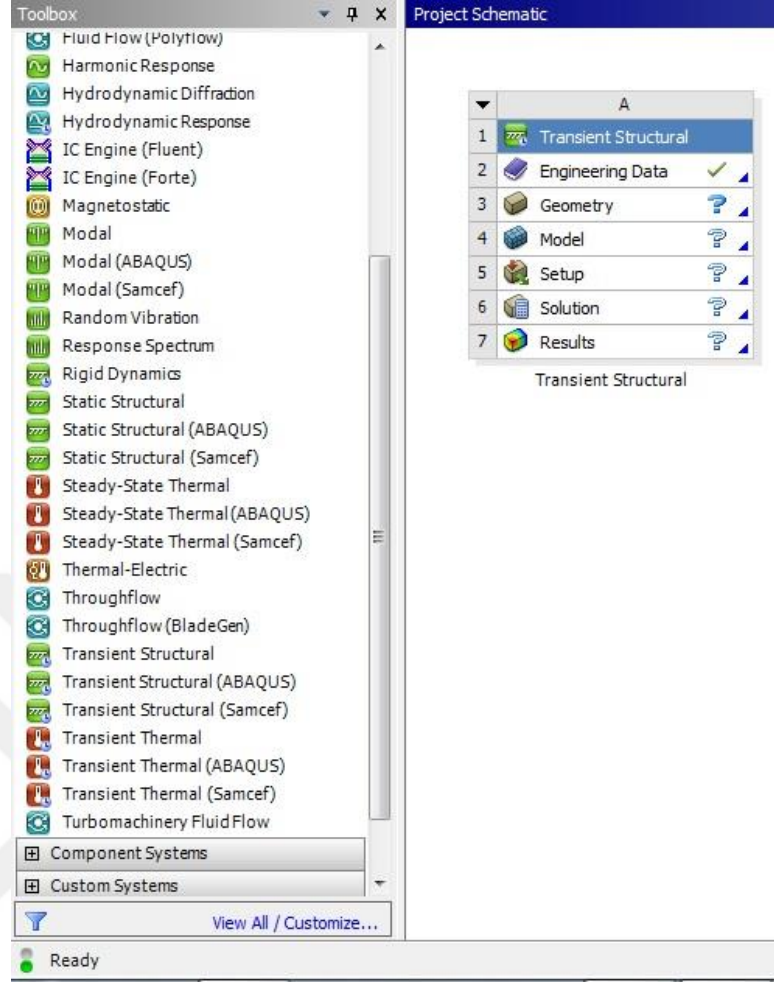 Toolbox
Fluid Flow (Polyflow)
Harmonic Response
Hydrodynamic Diffraction
Hydrodynamic Response
IC Engine (Fluent)
IC Engine (Forte)
Magnetostatic
Modal
Modal (ABAQUS)
Modal (Samcef)
Random Vibration
Response Spectrum
Rigid Dynamics
Static Structural
Static Structural (ABAQUS)
Static Structural (Samcef)
Steady-State Thermal
Steady-State Thermal (ABAQUS)
Steady-State Thermal (Samcef)
Thermal-Electric
Throughflow
Throughflow (BladeGen)
Transient Structural
Transient Structural (ABAQUS)
Transient Structural (Samcef)
Transient Thermal
Transient Thermal (ABAQUS)
Transient Thermal (Samcef)
Turbomachinery Fluid Flow
Component Systems
Custom Systems
View All / Customize...
Ready
Project Schematic
A
1 Transient Structural
2 Engineering Data
3 Geometry
4 Model
5 Setup
6 Solution
7 Results
Transient Structural